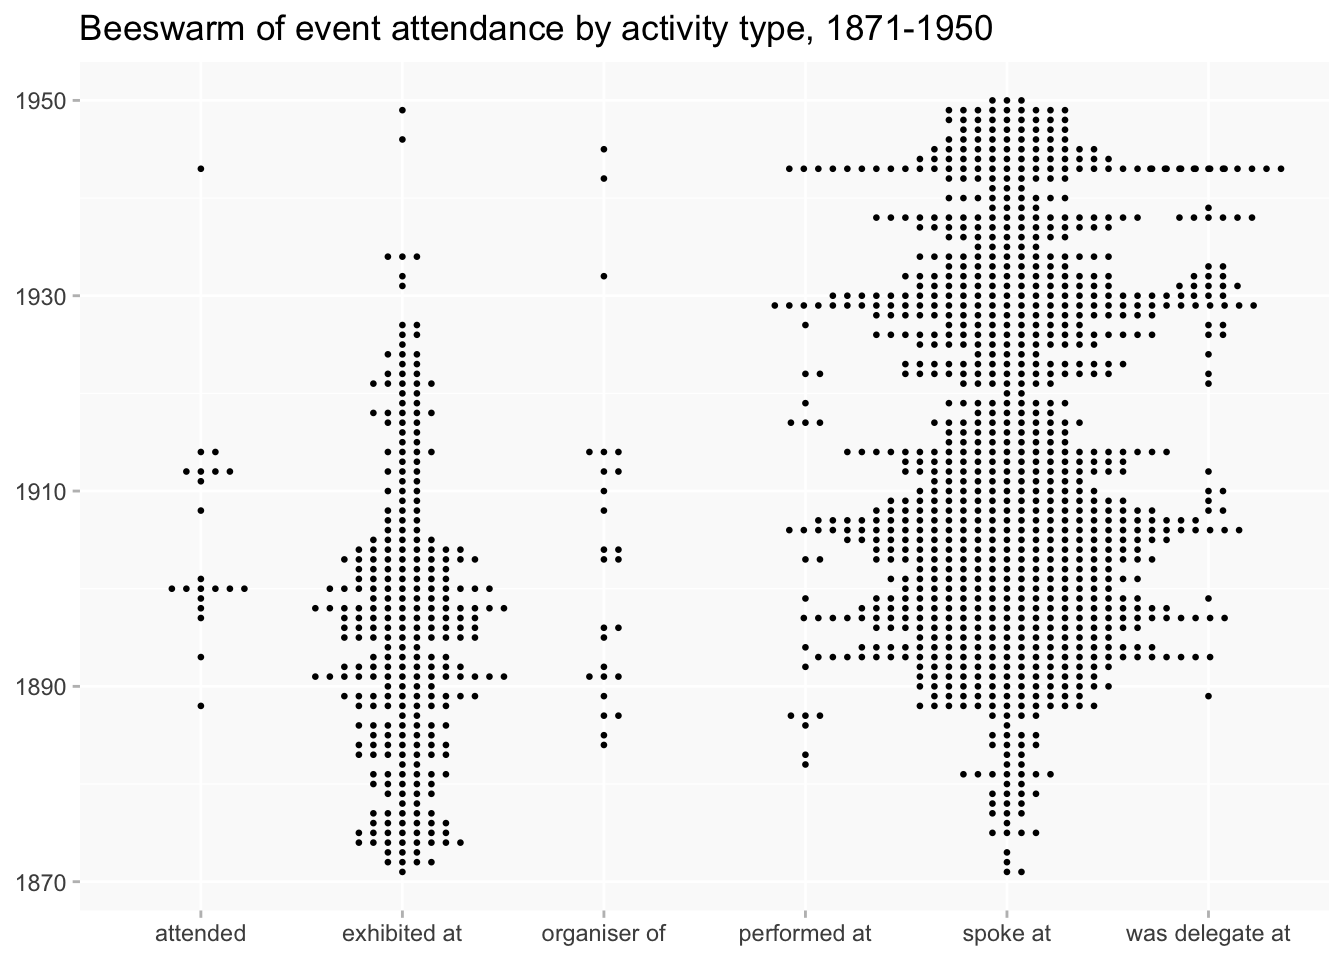 Beeswarm of event attendance by activity type, 1871-1950
1950
1930
1910
1890
1870
attended
exhibited at
organiser of
performed at
spoke at
was delegate at